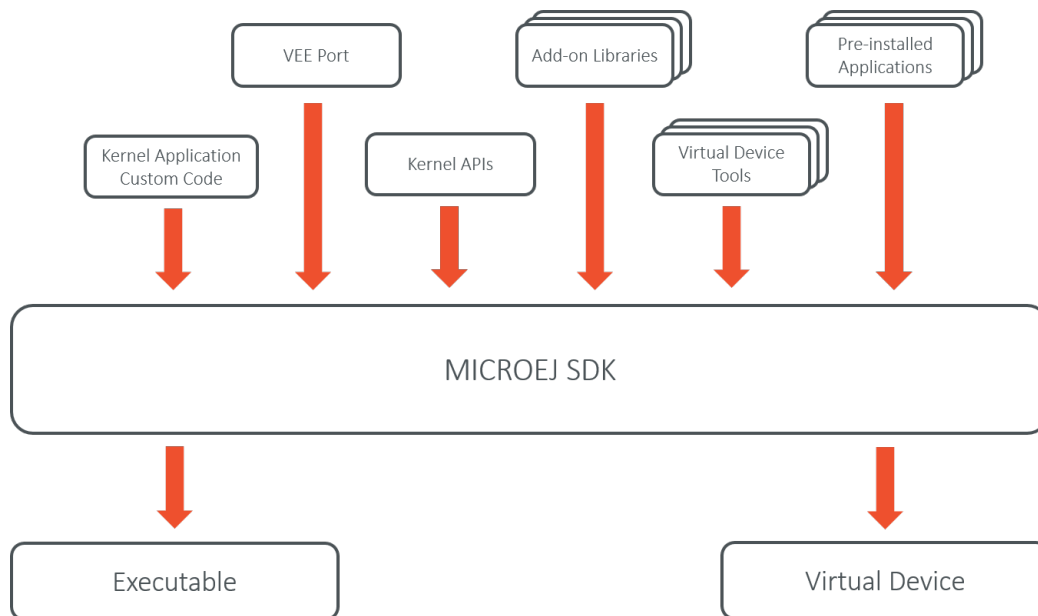 VEE Port
Add-on Libraries
Pre-installed
Applications
Kernel Application
Custom Code
Kernel APIs
Virtual Device
Tools
MICROEJ SDK
Executable
Virtual Device